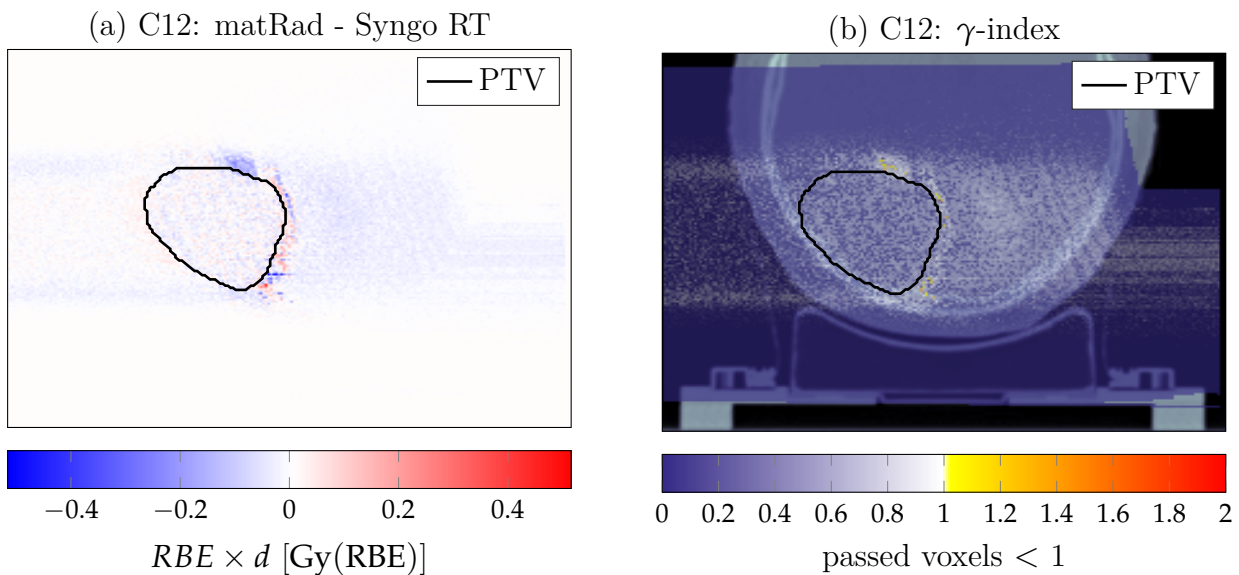 (a) C12: matRad - Syngo RT
PTV
−0.4 −0.2 0 0.2 0.4
RBE × d [Gy(RBE)]
(b) C12: γ-index
PTV
0 0.2 0.4 0.6 0.8 1 1.2 1.4 1.6 1.8 2
passed voxels < 1